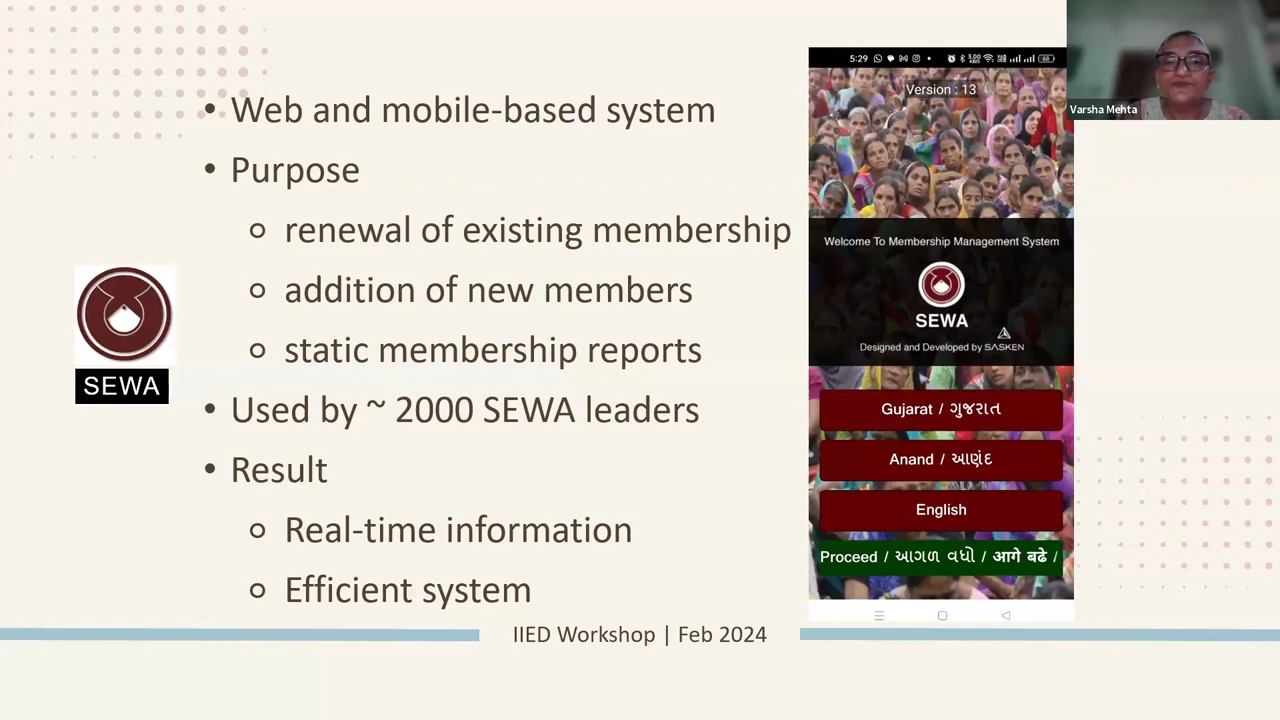 • Web and mobile-based system
• Purpose
renewal of existing membership
addition of new members
static membership reports
• Used by ~ 2000 SEWA leaders
• Result
Real-time information
Efficient system
SEWA
5:29
Version : 13
Welcome To Membership Management System
SEWA
Designed and Developed by SASKEN
Gujarat / ગુજરાત
Anand / આણંદ
English
Proceed / આગળ વધો / आगे बढे /
Varsha Mehta
IIED Workshop | Feb 2024